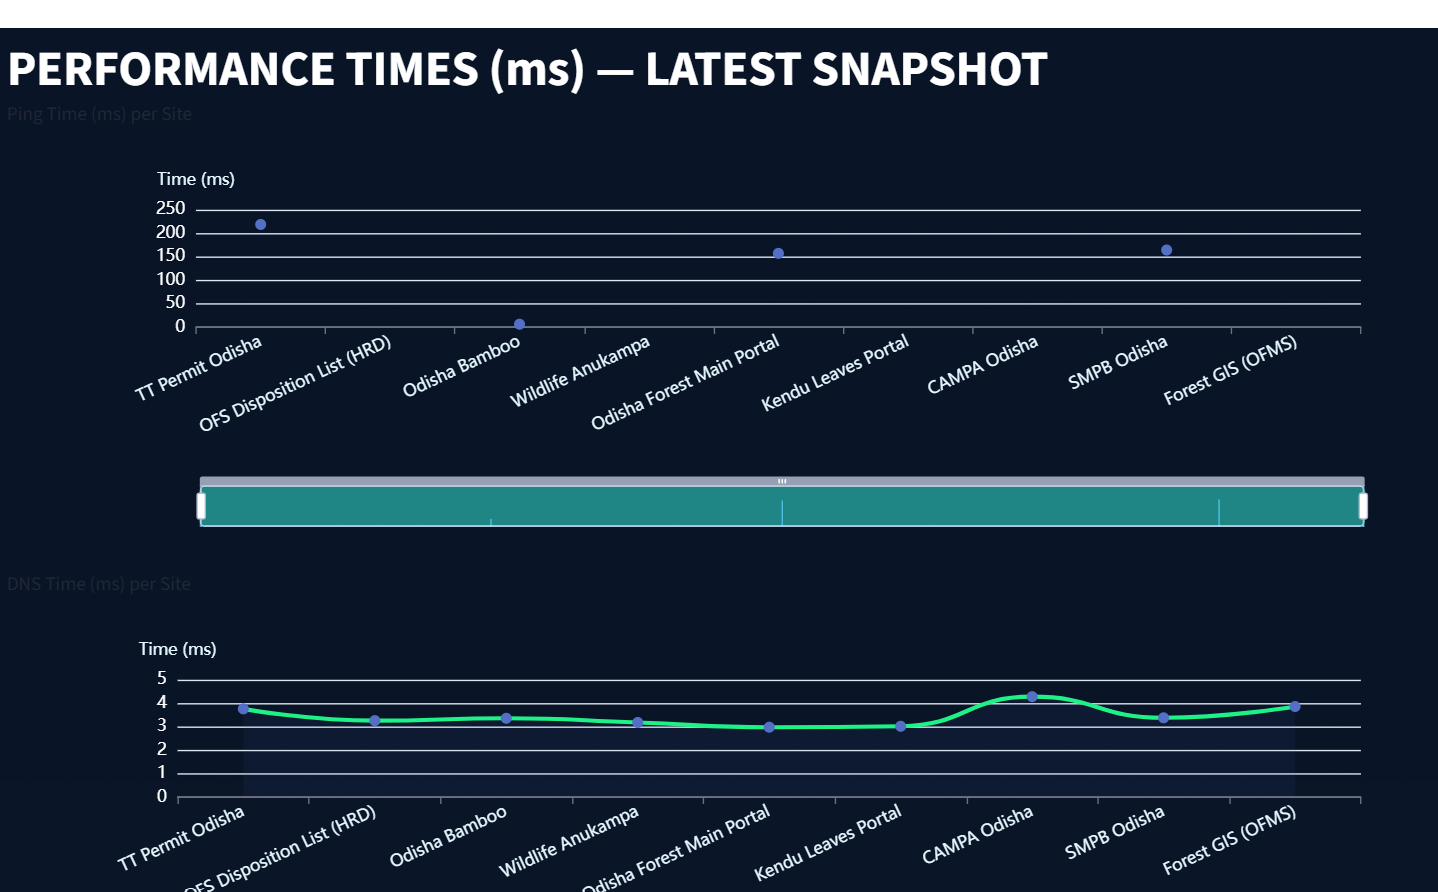 PERFORMANCE TIMES (ms) — LATEST SNAPSHOT
Ping Time (ms) per Site
Time (ms)
250
200
150
100
50
0
TT Permit Odisha
OFS Disposition List (HRD)
Odisha Bamboo
Wildlife Anukampa
Odisha Forest Main Portal
Kendu Leaves Portal
CAMPA Odisha
SMPB Odisha
Forest GIS (OFMS)
DNS Time (ms) per Site
Time (ms)
5
4
3
2
1
0
TT Permit Odisha
OFS Disposition List (HRD)
Odisha Bamboo
Wildlife Anukampa
Odisha Forest Main Portal
Kendu Leaves Portal
CAMPA Odisha
SMPB Odisha
Forest GIS (OFMS)